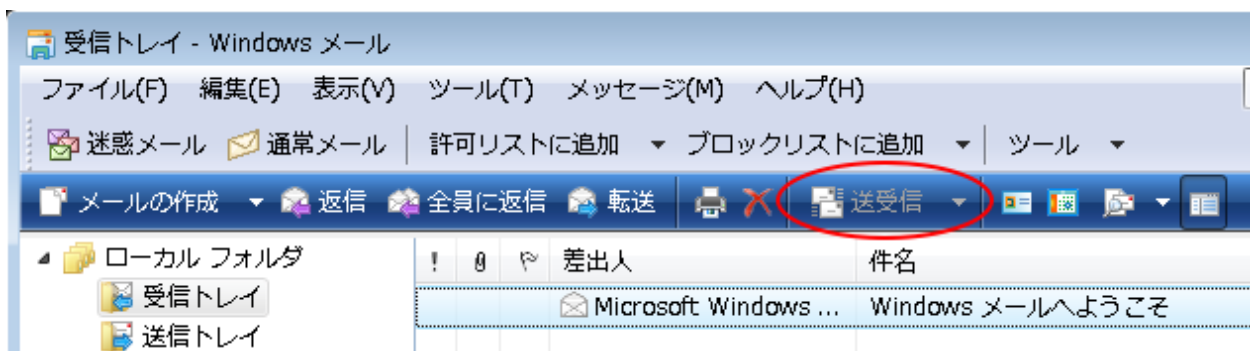 受信トレイ - Windows メール
ファイル(F) 編集(E) 表示(V) ツール(T) メッセージ(M) ヘルプ(H)
迷惑メール 通常メール 許可リストに追加 ブロックリストに追加 ツール
メールの作成 返信 全員に返信 転送 送受信
ローカル フォルダ ! 差出人 件名
受信トレイ Microsoft Windows ... Windows メールへようこそ
送信トレイ